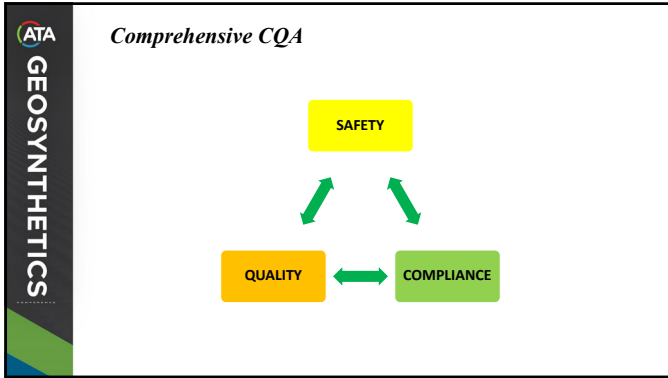 ATA
GEOSYNTHETICS
Comprehensive CQA
SAFETY
QUALITY
COMPLIANCE